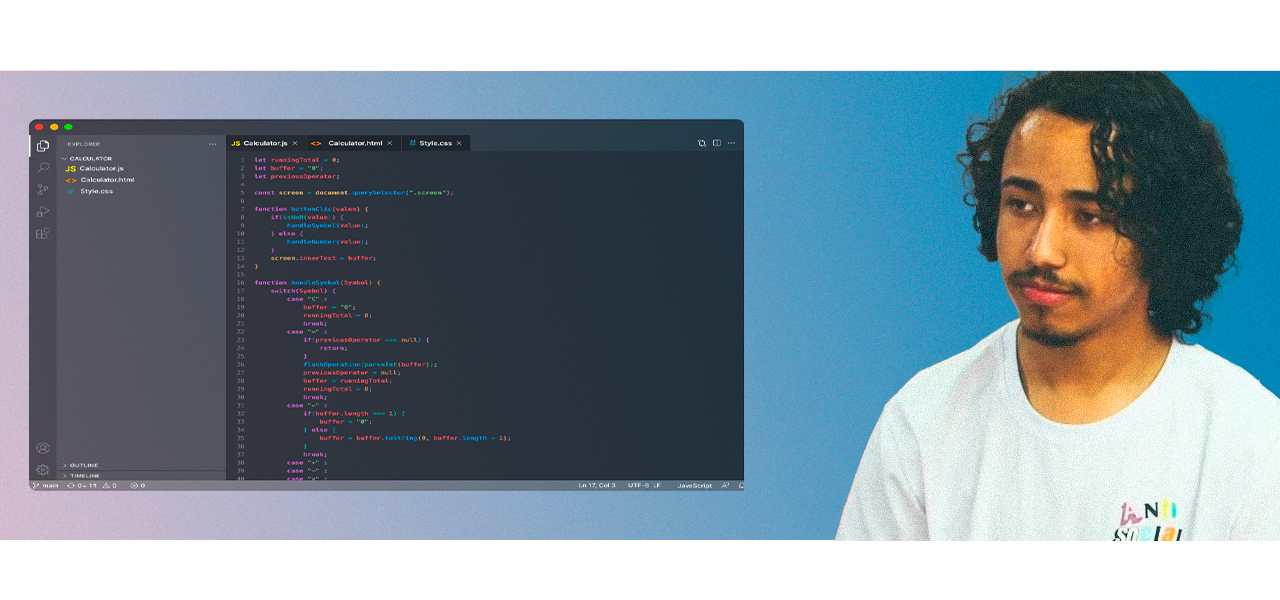 EXPLORER ...
CALCULATOR
JS Calculator.js
<> Calculator.html
# Style.css
OUTLINE
TIMELINE
JS Calculator.js × <> Calculator.html × # Style.css ×
1 let runningTotal = 0;
2 let buffer = "0";
3 let previousOperator;
4
5 const screen = document.querySelector(".screen");
6
7 function buttonClic(value) {
8 if(isNaN(value)) {
9 handleSymbol(value);
10 } else {
11 handleNumber(value);
12 }
13 screen.innerText = buffer;
14 }
15
16 function handleSymbol(Symbol) {
17 switch(Symbol) {
18 case "C" :
19 buffer = "0";
20 runningTotal = 0;
21 break;
22 case "=" :
23 if(previousOperator === null) {
24 return;
25 }
26 flushOperation(parseInt(buffer));
27 previousOperator = null;
28 buffer = runningTotal;
29 runningTotal = 0;
30 break;
31 case "←" :
32 if(buffer.length === 1) {
33 buffer = "0";
34 } else {
35 buffer = buffer.toString(0, buffer.length - 1);
36 }
37 break;
38 case "+" :
39 case "-" :
40 case "×" :
main 0↓ 1↑ 0 0
Ln 17, Col 3 UTF-8 LF JavaScript